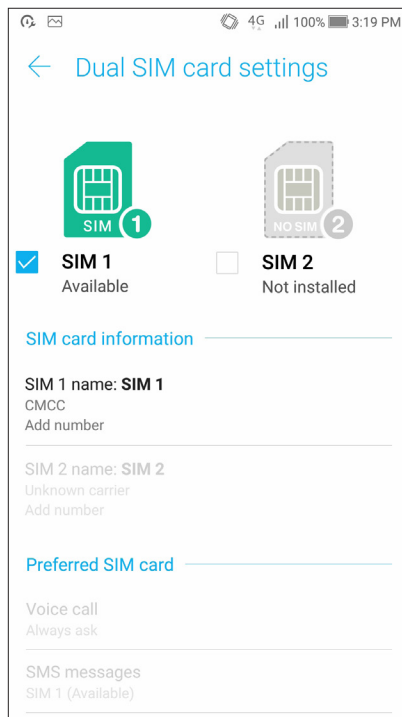 4G 100% 3:19 PM
Dual SIM card settings
SIM 1
NO SIM 2
SIM 1
Available
SIM 2
Not installed
SIM card information
SIM 1 name: SIM 1
CMCC
Add number
SIM 2 name: SIM 2
Unknown carrier
Add number
Preferred SIM card
Voice call
Always ask
SMS messages
SIM 1 (Available)